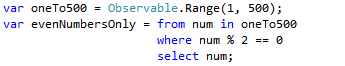 var oneTo500 = Observable.Range(1, 500);
var evenNumbersOnly = from num in oneTo500
                      where num % 2 == 0
                      select num;